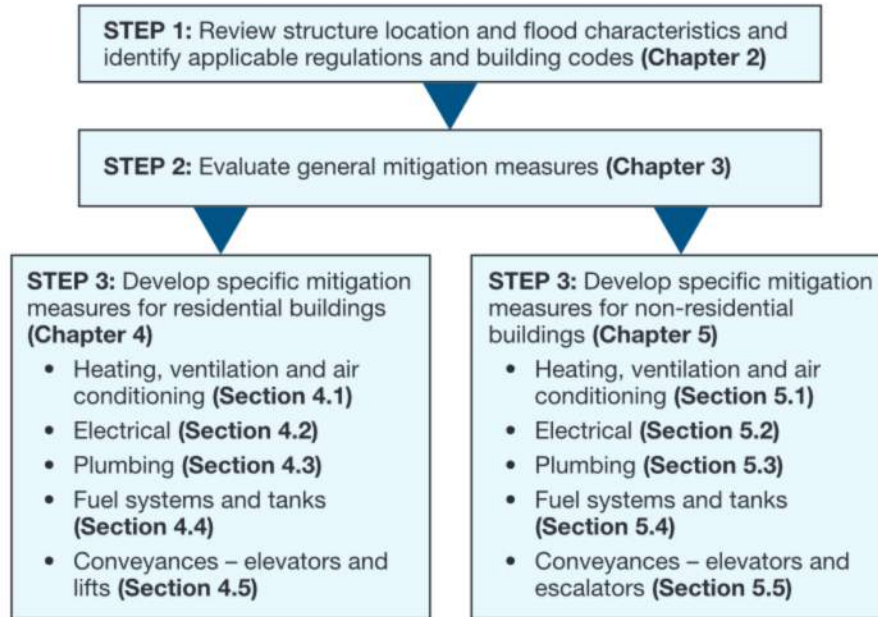 STEP 1: Review structure location and flood characteristics and
identify applicable regulations and building codes (Chapter 2)
STEP 2: Evaluate general mitigation measures (Chapter 3)
STEP 3: Develop specific mitigation
measures for residential buildings
(Chapter 4)
• Heating, ventilation and air
conditioning (Section 4.1)
• Electrical (Section 4.2)
• Plumbing (Section 4.3)
• Fuel systems and tanks
(Section 4.4)
• Conveyances – elevators and
lifts (Section 4.5)
STEP 3: Develop specific mitigation
measures for non-residential
buildings (Chapter 5)
• Heating, ventilation and air
conditioning (Section 5.1)
• Electrical (Section 5.2)
• Plumbing (Section 5.3)
• Fuel systems and tanks
(Section 5.4)
• Conveyances – elevators and
escalators (Section 5.5)